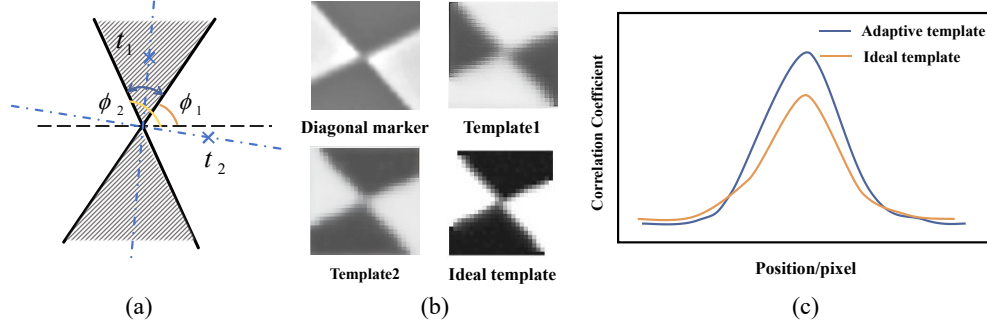 t₁
ϕ₂
ϕ₁
t₂
(a)
Diagonal marker
Template1
Template2
Ideal template
(b)
Adaptive template
Ideal template
Correlation Coefficient
Position/pixel
(c)